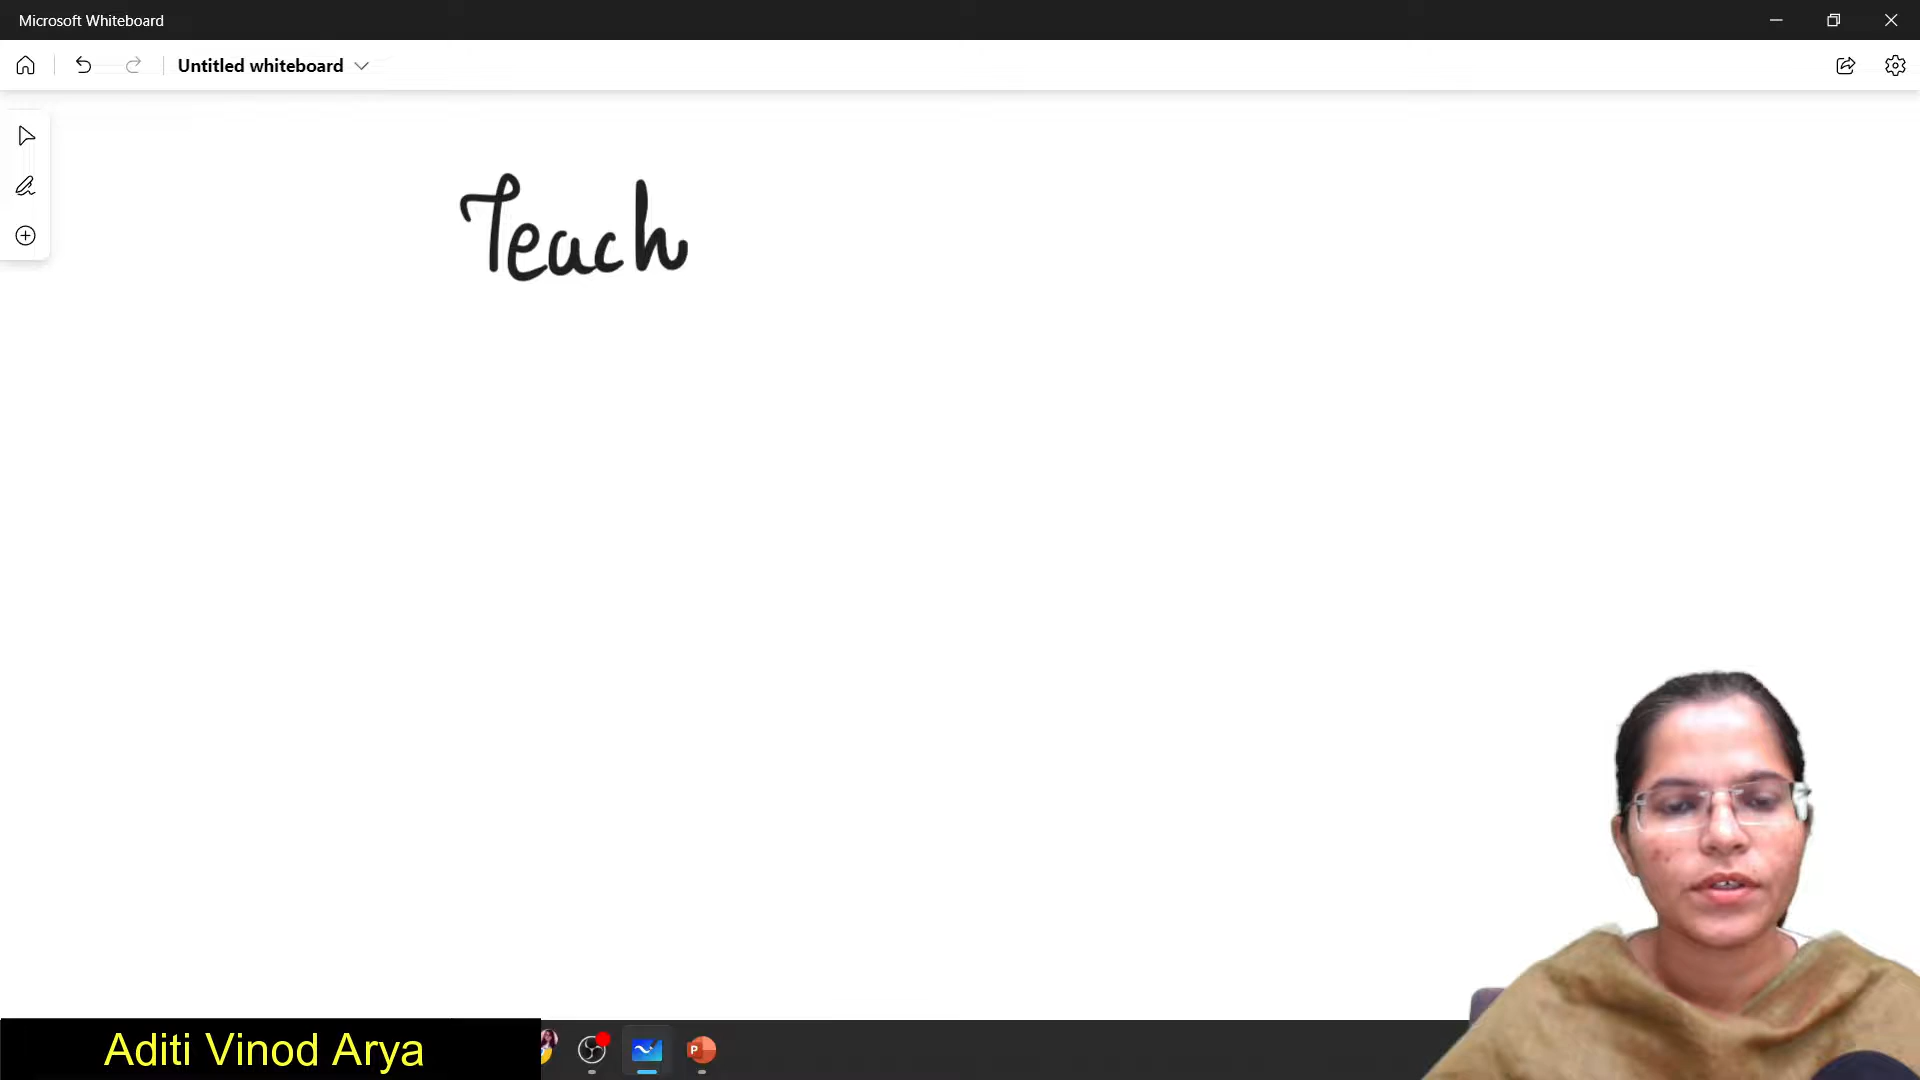 Microsoft Whiteboard
Untitled whiteboard
Teach
Aditi Vinod Arya
P